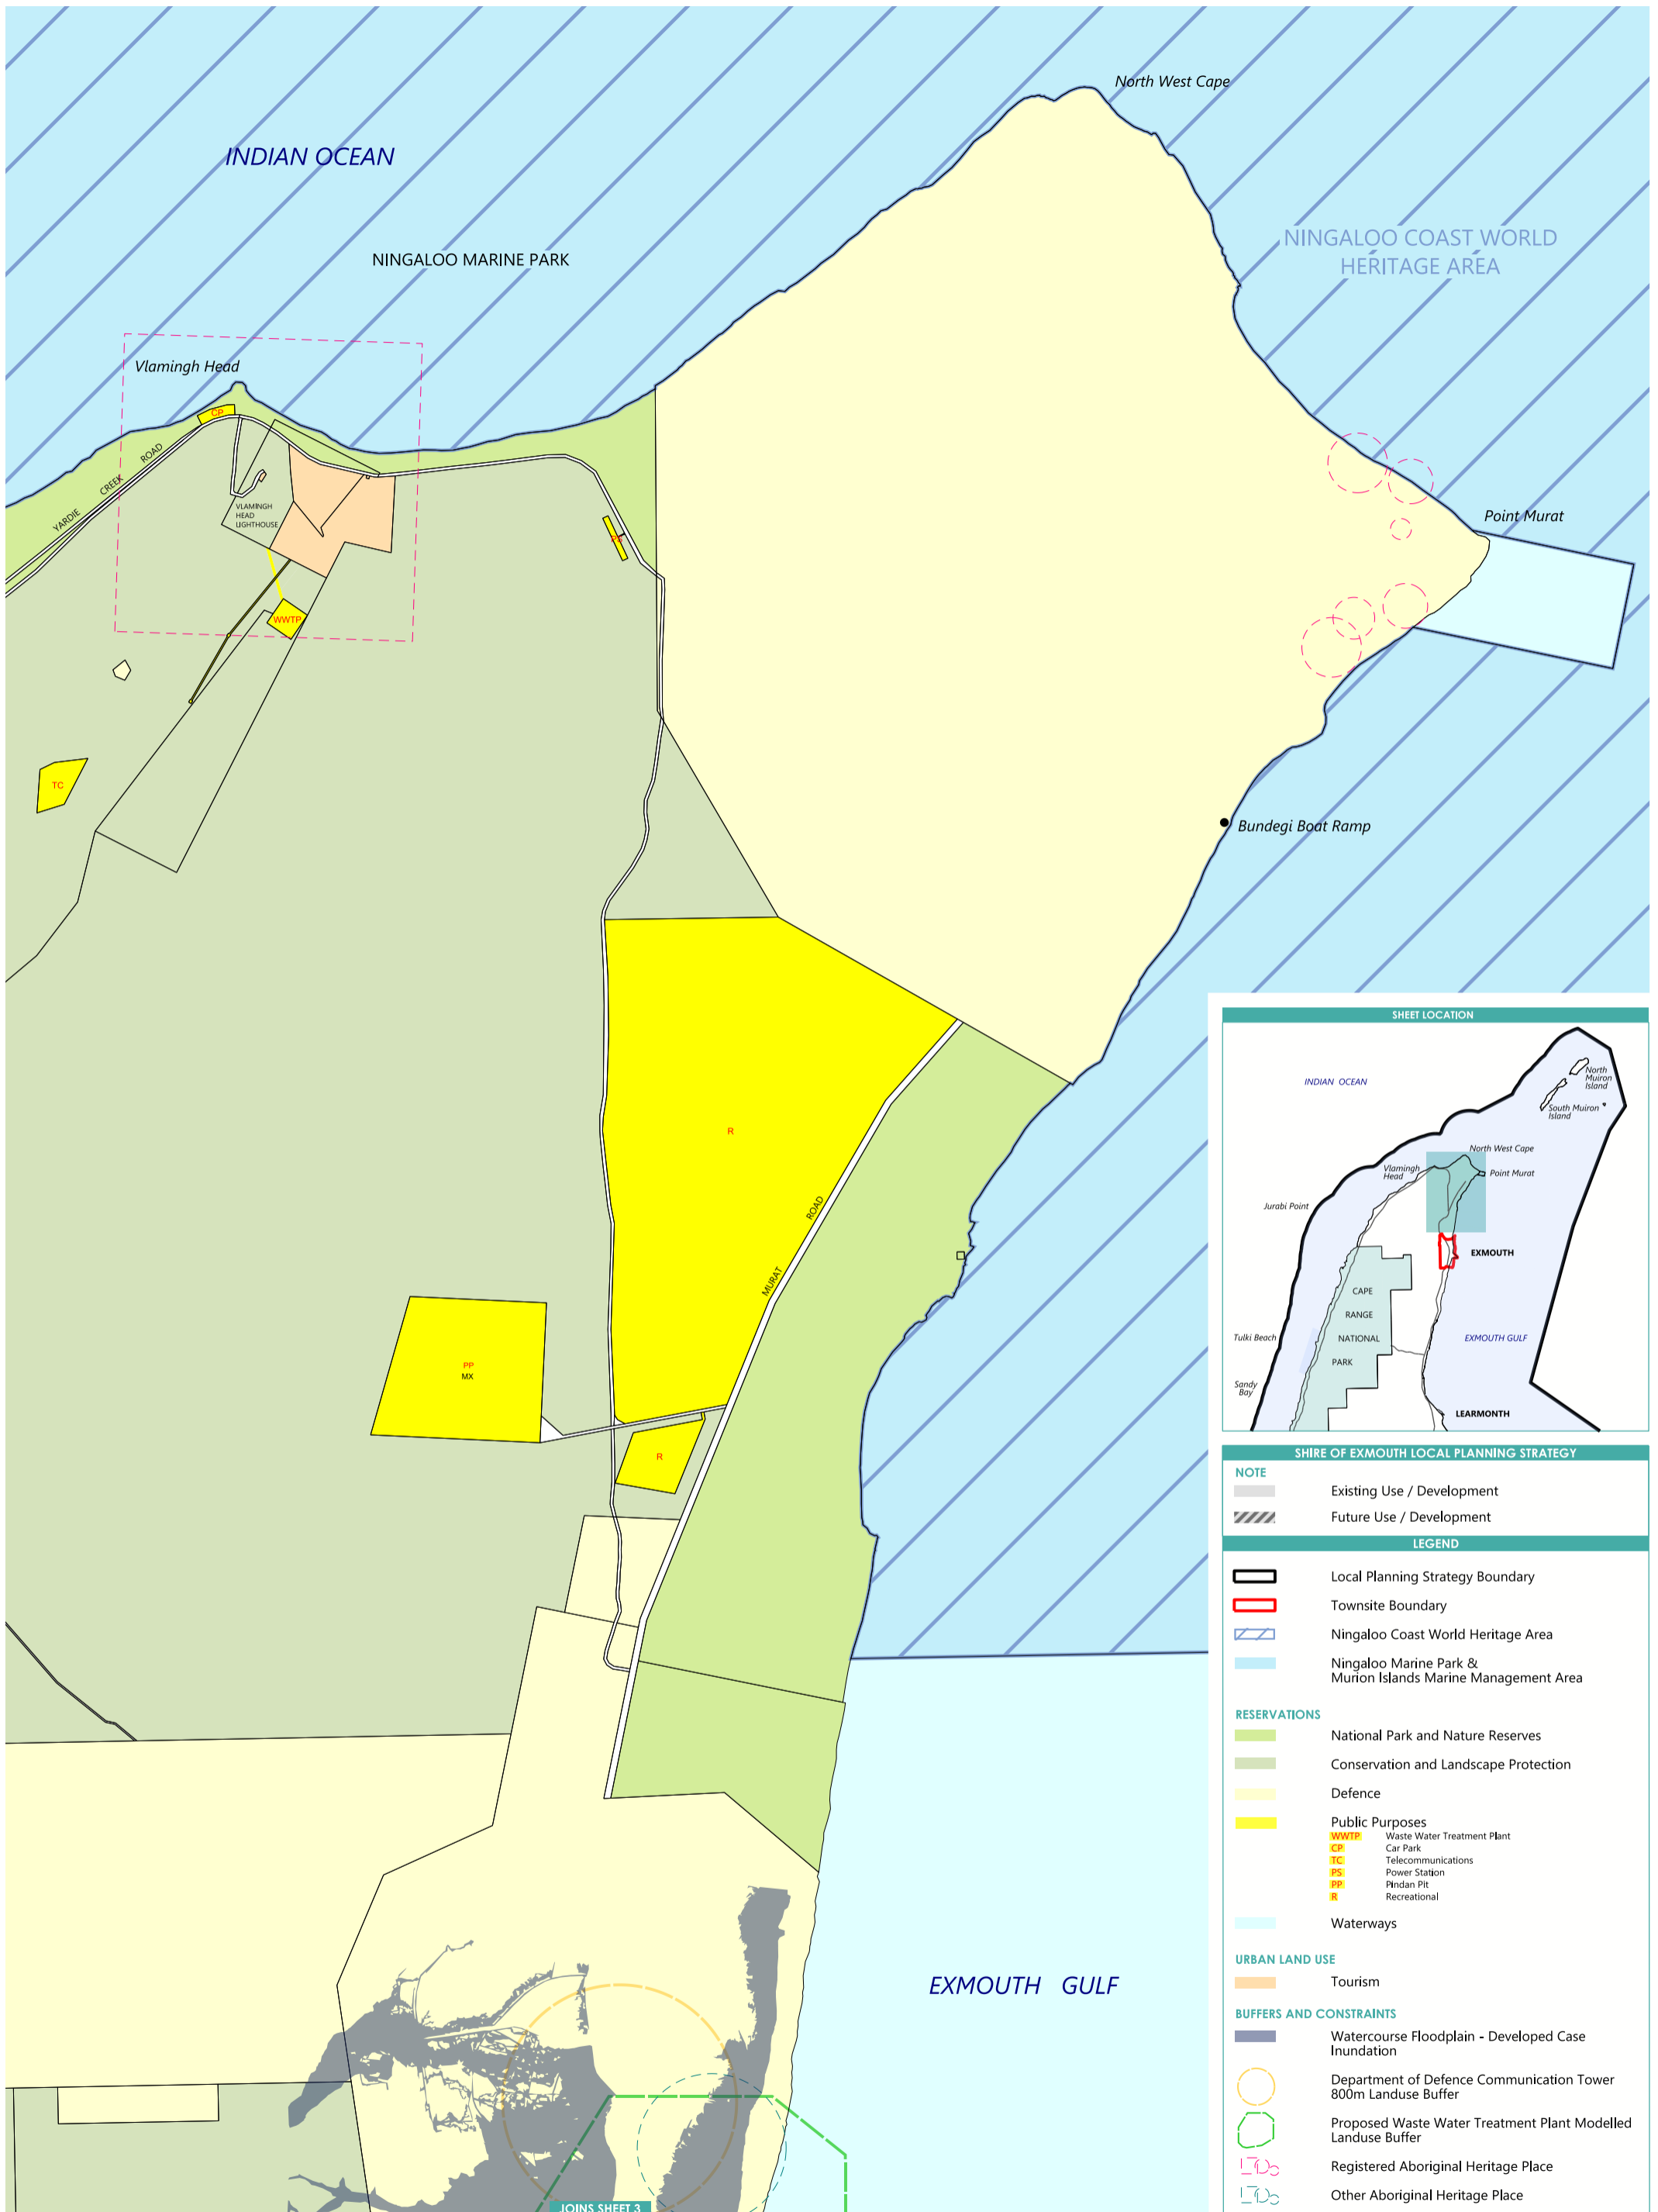 North West Cape
INDIAN OCEAN
NINGALOO COAST WORLD
HERITAGE AREA
NINGALOO MARINE PARK
Vlamingh Head
CP
YARDIE CREEK ROAD
VLAMINGH
HEAD
LIGHTHOUSE
PS
Point Murat
WWTP
TC
Bundegi Boat Ramp
R
MURAT ROAD
PP
MX
R
EXMOUTH GULF
JOINS SHEET 3
SHEET LOCATION
INDIAN OCEAN
North
Muiron
Island
South Muiron
Island
North West Cape
Vlamingh
Head
Point Murat
Jurabi Point
EXMOUTH
CAPE
RANGE
NATIONAL
PARK
Tulki Beach
EXMOUTH GULF
Sandy
Bay
LEARMONTH
SHIRE OF EXMOUTH LOCAL PLANNING STRATEGY
NOTE
Existing Use / Development
Future Use / Development
LEGEND
Local Planning Strategy Boundary
Townsite Boundary
Ningaloo Coast World Heritage Area
Ningaloo Marine Park &
Murion Islands Marine Management Area
RESERVATIONS
National Park and Nature Reserves
Conservation and Landscape Protection
Defence
Public Purposes
WWTP Waste Water Treatment Plant
CP Car Park
TC Telecommunications
PS Power Station
PP Pindan Pit
R Recreational
Waterways
URBAN LAND USE
Tourism
BUFFERS AND CONSTRAINTS
Watercourse Floodplain - Developed Case
Inundation
Department of Defence Communication Tower
800m Landuse Buffer
Proposed Waste Water Treatment Plant Modelled
Landuse Buffer
Registered Aboriginal Heritage Place
Other Aboriginal Heritage Place